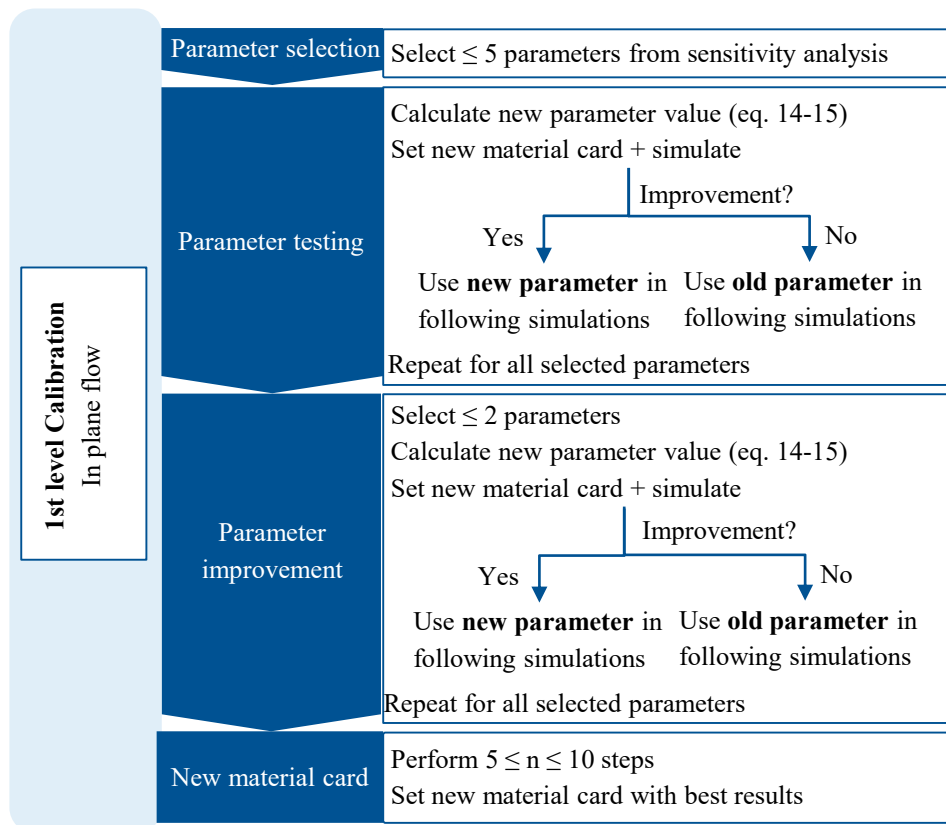 1st level Calibration
In plane flow
Parameter selection
Select ≤ 5 parameters from sensitivity analysis
Parameter testing
Calculate new parameter value (eq. 14-15)
Set new material card + simulate
Improvement?
Yes
No
Use new parameter in
following simulations
Use old parameter in
following simulations
Repeat for all selected parameters
Parameter
improvement
Select ≤ 2 parameters
Calculate new parameter value (eq. 14-15)
Set new material card + simulate
Improvement?
Yes
No
Use new parameter in
following simulations
Use old parameter in
following simulations
Repeat for all selected parameters
New material card
Perform 5 ≤ n ≤ 10 steps
Set new material card with best results